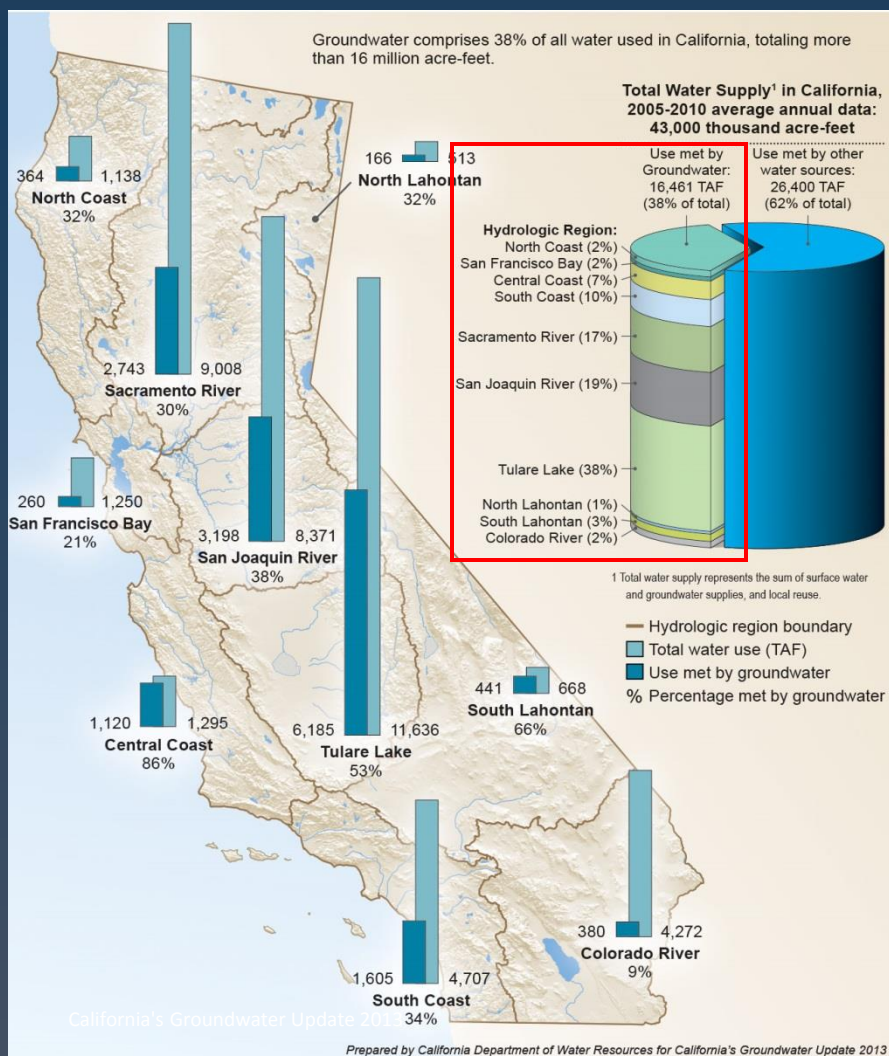 Groundwater comprises 38% of all water used in California, totaling more
than 16 million acre-feet.
Total Water Supply¹ in California,
2005-2010 average annual data:
43,000 thousand acre-feet
Use met by
Groundwater:
16,461 TAF
(38% of total)
Use met by other
water sources:
26,400 TAF
(62% of total)
Hydrologic Region:
North Coast (2%)
San Francisco Bay (2%)
Central Coast (7%)
South Coast (10%)
Sacramento River (17%)
San Joaquin River (19%)
Tulare Lake (38%)
North Lahontan (1%)
South Lahontan (3%)
Colorado River (2%)
1 Total water supply represents the sum of surface water
and groundwater supplies, and local reuse.
Hydrologic region boundary
Total water use (TAF)
Use met by groundwater
% Percentage met by groundwater
364 1,138
North Coast
32%
166 513
North Lahontan
32%
2,743 9,008
Sacramento River
30%
260 1,250
San Francisco Bay
21%
3,198 8,371
San Joaquin River
38%
1,120 1,295
Central Coast
86%
6,185 11,636
Tulare Lake
53%
441 668
South Lahontan
66%
1,605 4,707
South Coast
34%
380 4,272
Colorado River
9%
California's Groundwater Update 2013
Prepared by California Department of Water Resources for California's Groundwater Update 2013